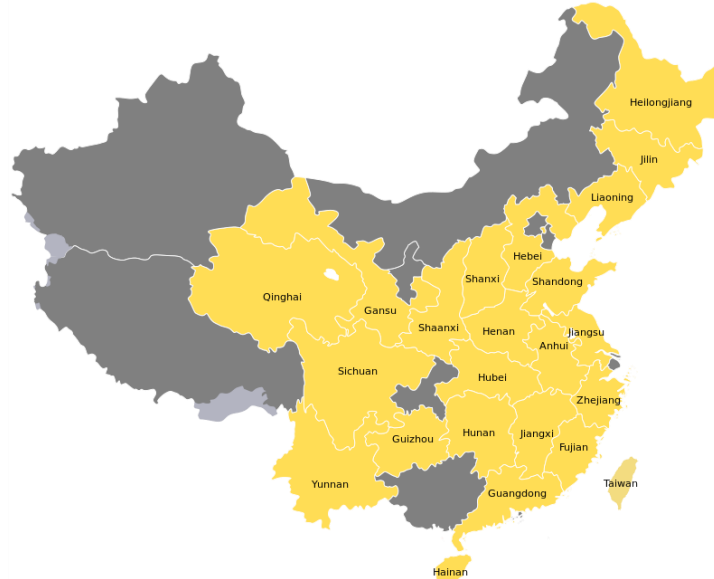 Heilongjiang
Jilin
Liaoning
Hebei
Shanxi
Shandong
Qinghai
Gansu
Shaanxi
Henan
Jiangsu
Anhui
Sichuan
Hubei
Zhejiang
Guizhou
Hunan
Jiangxi
Fujian
Yunnan
Guangdong
Taiwan
Hainan